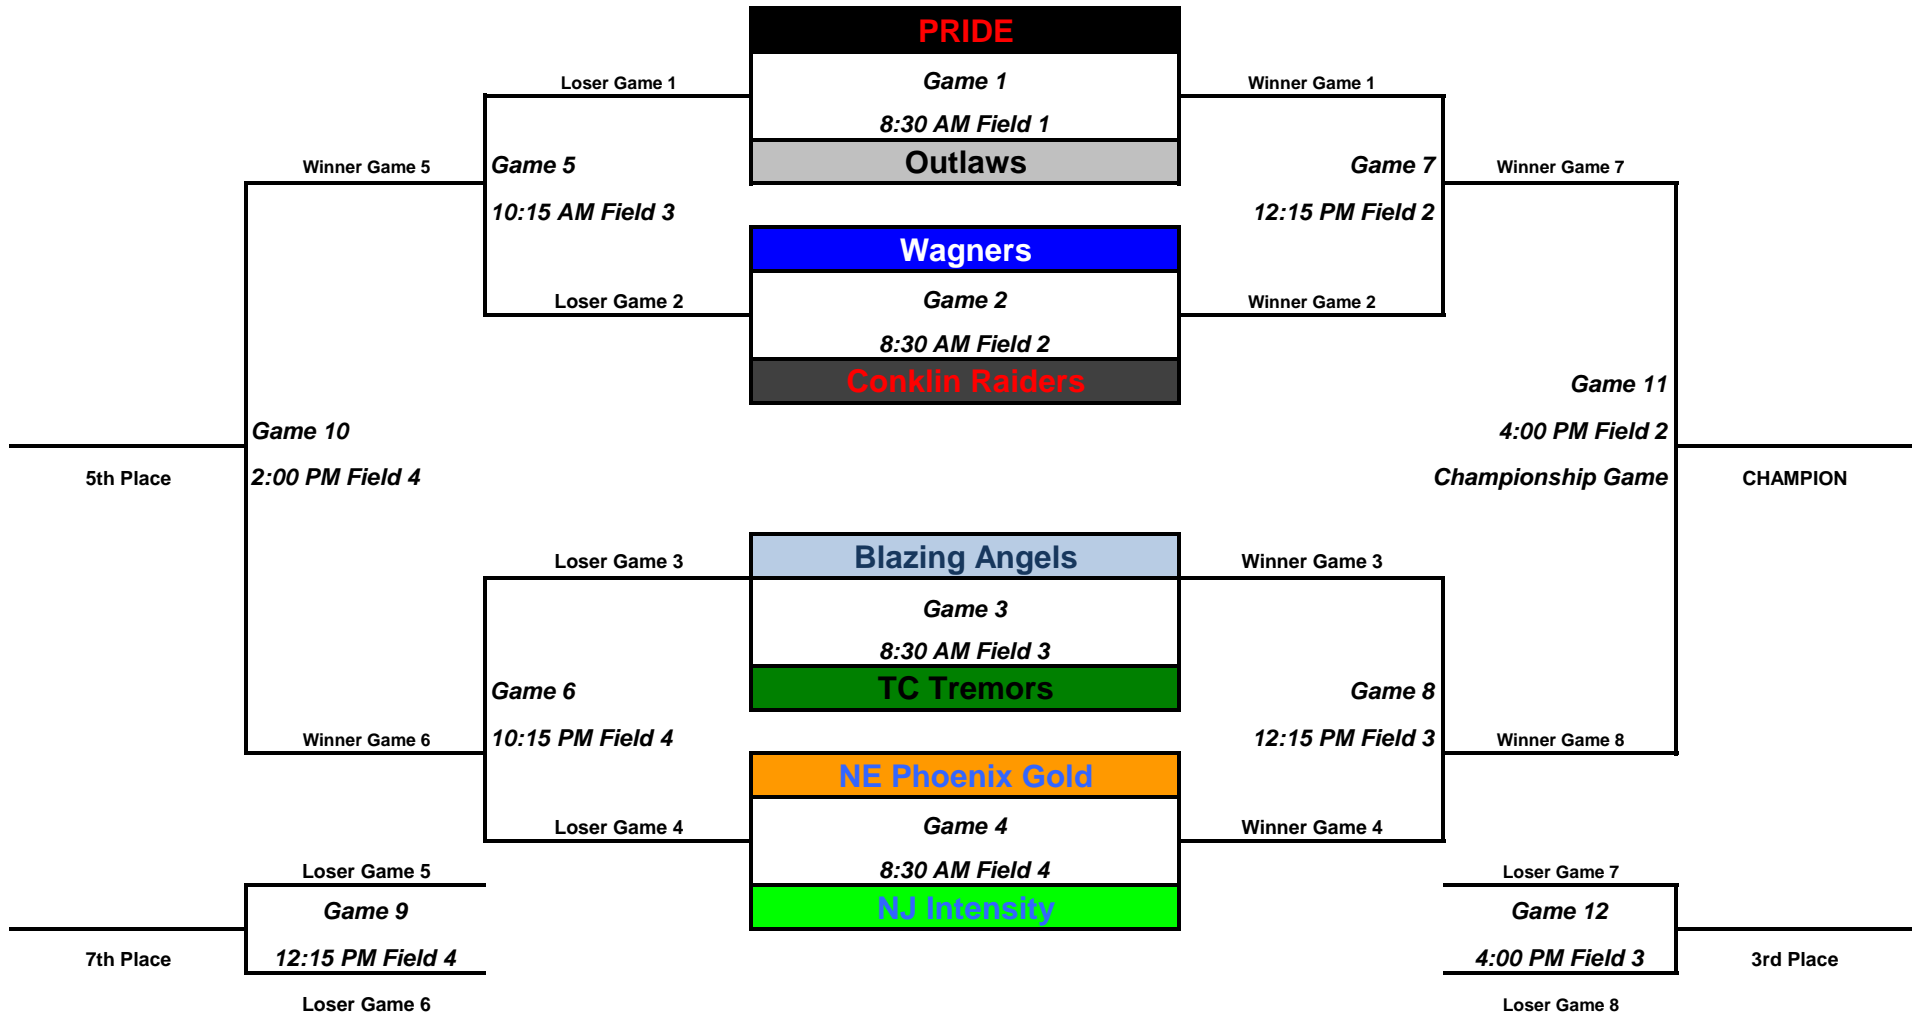 PRIDE
Loser Game 1
Game 1
Winner Game 1
8:30 AM Field 1
Winner Game 5
Game 5
Outlaws
Game 7
Winner Game 7
10:15 AM Field 3
12:15 PM Field 2
Wagners
Loser Game 2
Game 2
Winner Game 2
8:30 AM Field 2
Conklin Raiders
Game 11
Game 10
4:00 PM Field 2
5th Place
2:00 PM Field 4
Championship Game
CHAMPION
Loser Game 3
Blazing Angels
Winner Game 3
Game 3
8:30 AM Field 3
Game 6
TC Tremors
Game 8
Winner Game 6
10:15 PM Field 4
12:15 PM Field 3
Winner Game 8
NE Phoenix Gold
Loser Game 4
Game 4
Winner Game 4
Loser Game 5
8:30 AM Field 4
Loser Game 7
Game 9
NJ Intensity
Game 12
7th Place
12:15 PM Field 4
4:00 PM Field 3
3rd Place
Loser Game 6
Loser Game 8